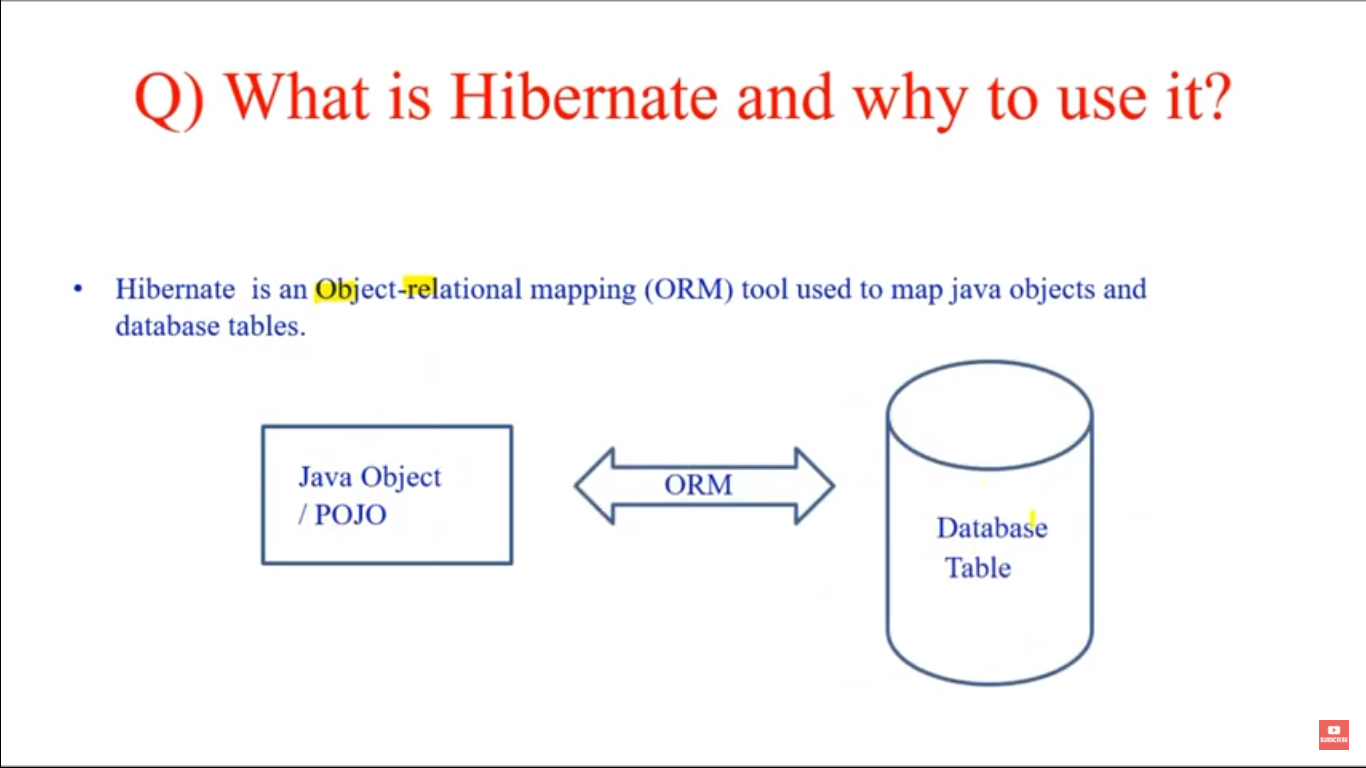 Q) What is Hibernate and why to use it?
• Hibernate is an Object-relational mapping (ORM) tool used to map java objects and
database tables.
Java Object
/ POJO
ORM
Database
Table
SUBSCRIBE